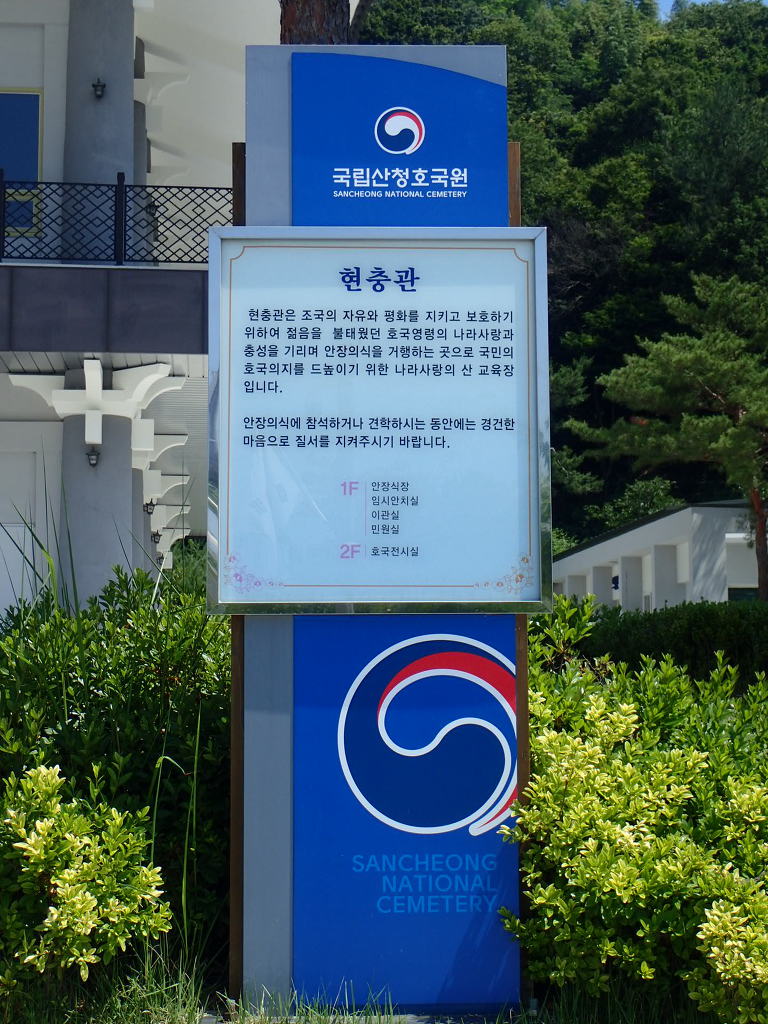 국립산청호국원
SANCHEONG NATIONAL CEMETERY
현충관
현충관은 조국의 자유와 평화를 지키고 보호하기
위하여 젊음을 불태웠던 호국영령의 나라사랑과
충성을 기리며 안장의식을 거행하는 곳으로 국민의
호국의지를 드높이기 위한 나라사랑의 산 교육장
입니다.
안장의식에 참석하거나 견학하시는 동안에는 경건한
마음으로 질서를 지켜주시기 바랍니다.
1F 안장식장
임시안치실
이관실
민원실
2F 호국전시실
SANCHEONG
NATIONAL
CEMETERY